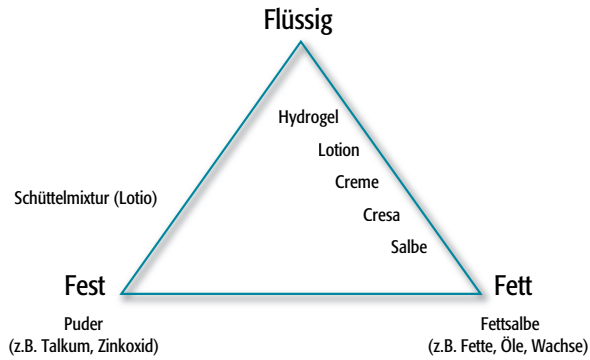 Flüssig
Hydrogel
Lotion
Creme
Schüttelmixtur (Lotio)
Cresa
Salbe
Fest
Fett
Puder
(z.B. Talkum, Zinkoxid)
Fettsalbe
(z.B. Fette, Öle, Wachse)